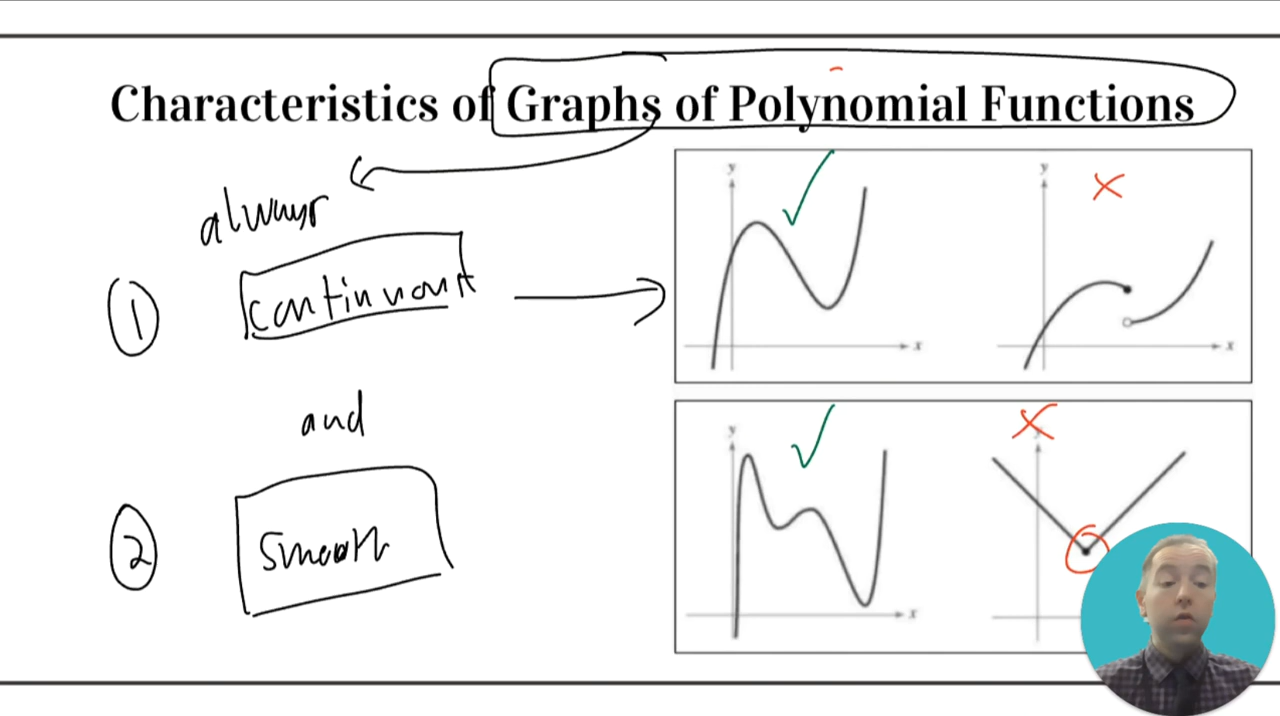 Characteristics of Graphs of Polynomial Functions
always
1
continuous
and
2
smooth
y
x
y
x
y
x
y